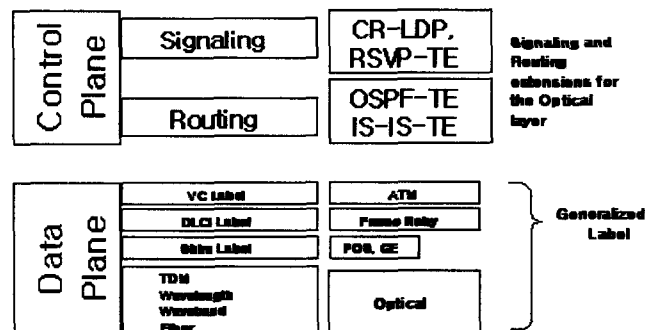 Control Plane
Signaling
CR-LDP,
RSVP-TE
Signaling and
Routing
extensions for
the Optical
layer
Routing
OSPF-TE
IS-IS-TE
Data Plane
VC Label
ATM
DLCI Label
Frame Relay
Shim Label
POS, GE
TDM
Wavelength
Waveband
Fiber
Optical
Generalized
Label